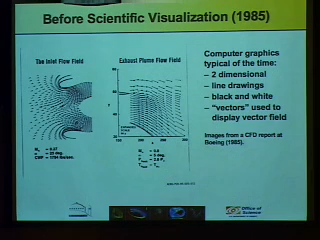 Before Scientific Visualization (1985)
The Inlet Flow Field
Exhaust Plume Flow Field
Computer graphics
typical of the time:
– 2 dimensional
– line drawings
– black and white
– "vectors" used to
display vector field
Images from a CFD report at
Boeing (1985).
Office of
Science